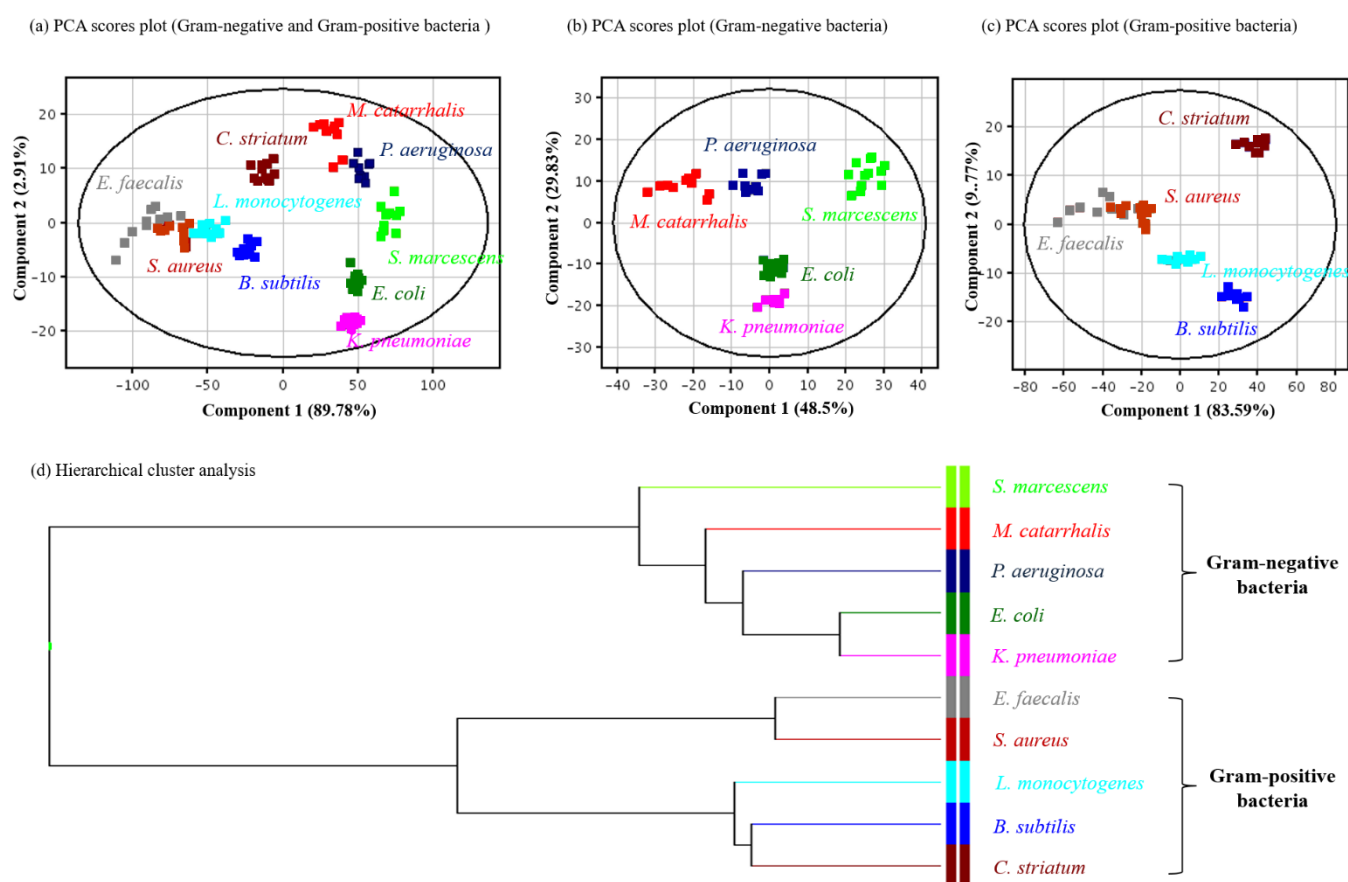 (a) PCA scores plot (Gram-negative and Gram-positive bacteria )
Component 2 (2.91%)
20
10
0
−10
−20
M. catarrhalis
C. striatum
P. aeruginosa
E. faecalis
L. monocytogenes
S. aureus
S. marcescens
B. subtilis
E. coli
K. pneumoniae
−100 −50 0 50 100
Component 1 (89.78%)
(b) PCA scores plot (Gram-negative bacteria)
Component 2 (29.83%)
30
20
10
0
−10
−20
−30
P. aeruginosa
M. catarrhalis
S. marcescens
E. coli
K. pneumoniae
−40 −30 −20 −10 0 10 20 30 40
Component 1 (48.5%)
(c) PCA scores plot (Gram-positive bacteria)
Component 2 (9..77%)
20
10
0
−10
−20
C. striatum
S. aureus
E. faecalis
L. monocytogenes
B. subtilis
−80 −60 −40 −20 0 20 40 60 80
Component 1 (83.59%)
(d) Hierarchical cluster analysis
S. marcescens
M. catarrhalis
P. aeruginosa
E. coli
K. pneumoniae
Gram-negative
bacteria
E. faecalis
S. aureus
L. monocytogenes
B. subtilis
C. striatum
Gram-positive
bacteria